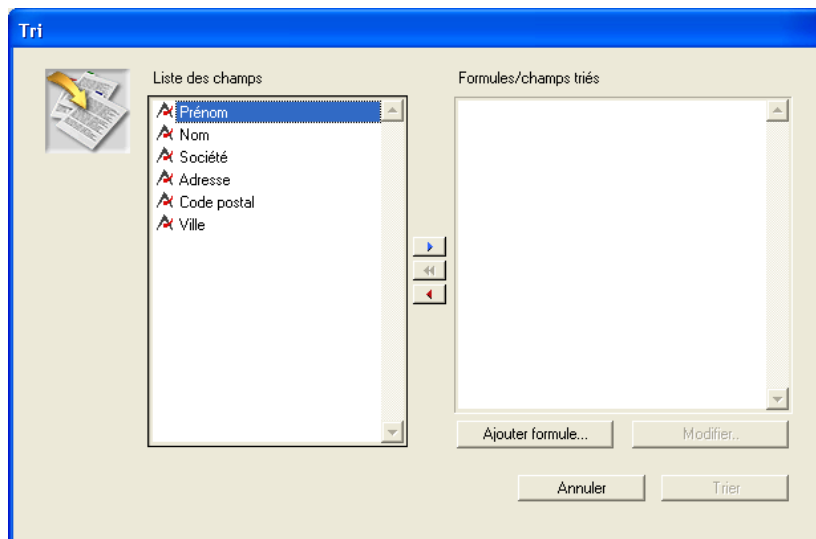 Tri
Liste des champs
Formules/champs triés
Prénom
Nom
Société
Adresse
Code postal
Ville
Ajouter formule...
Modifier..
Annuler
Trier